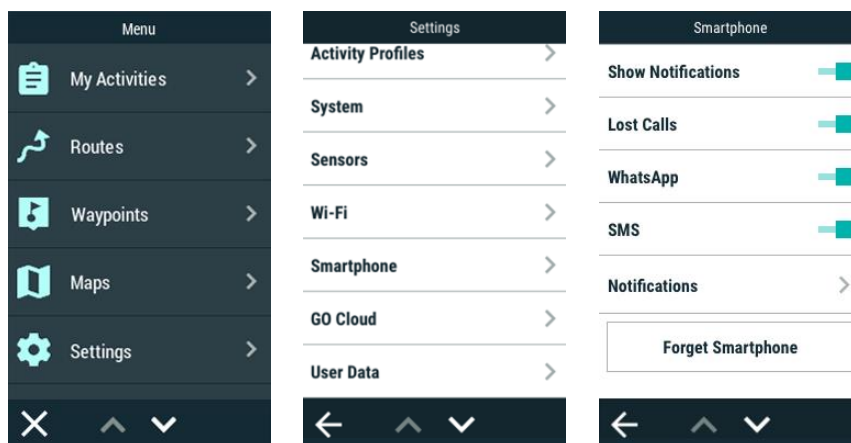 Menu
My Activities
Routes
Waypoints
Maps
Settings
Settings
Activity Profiles
System
Sensors
Wi-Fi
Smartphone
GO Cloud
User Data
Smartphone
Show Notifications
Lost Calls
WhatsApp
SMS
Notifications
Forget Smartphone